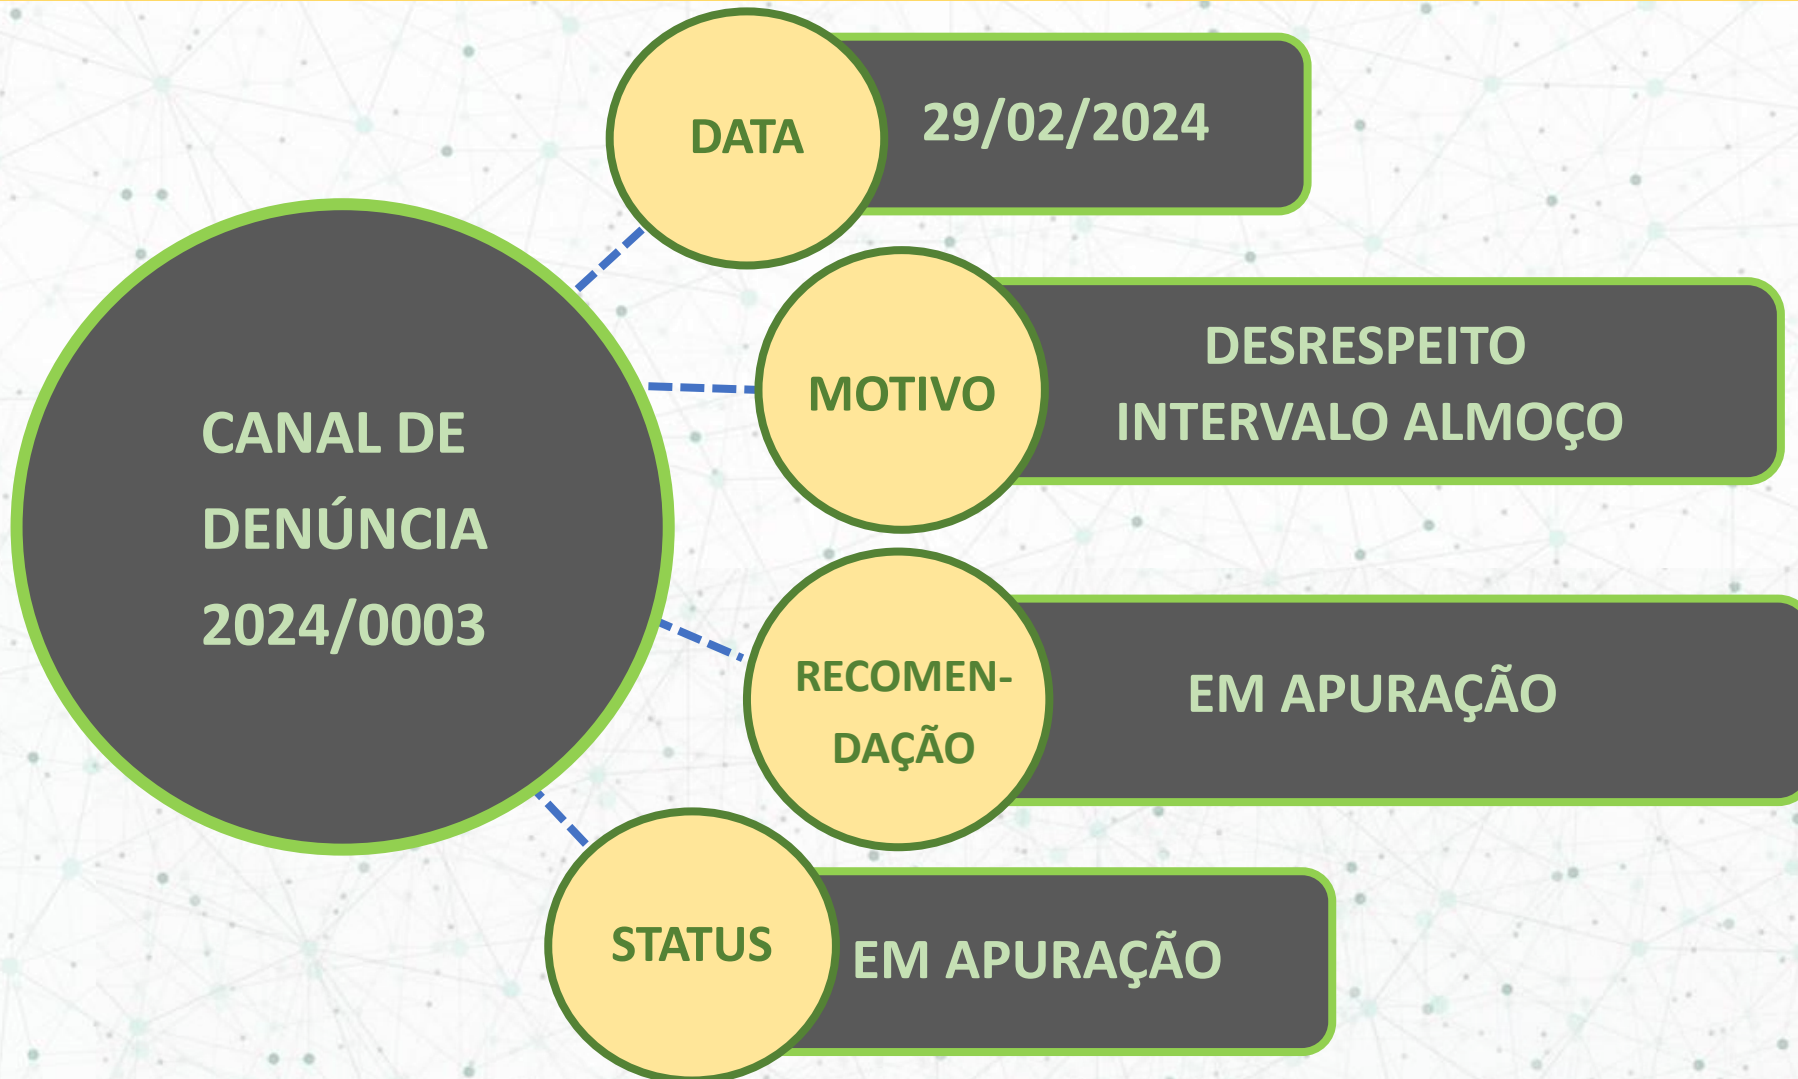 CANAL DE
DENÚNCIA
2024/0003
DATA
29/02/2024
MOTIVO
DESRESPEITO
INTERVALO ALMOÇO
RECOMEN-
DAÇÃO
EM APURAÇÃO
STATUS
EM APURAÇÃO